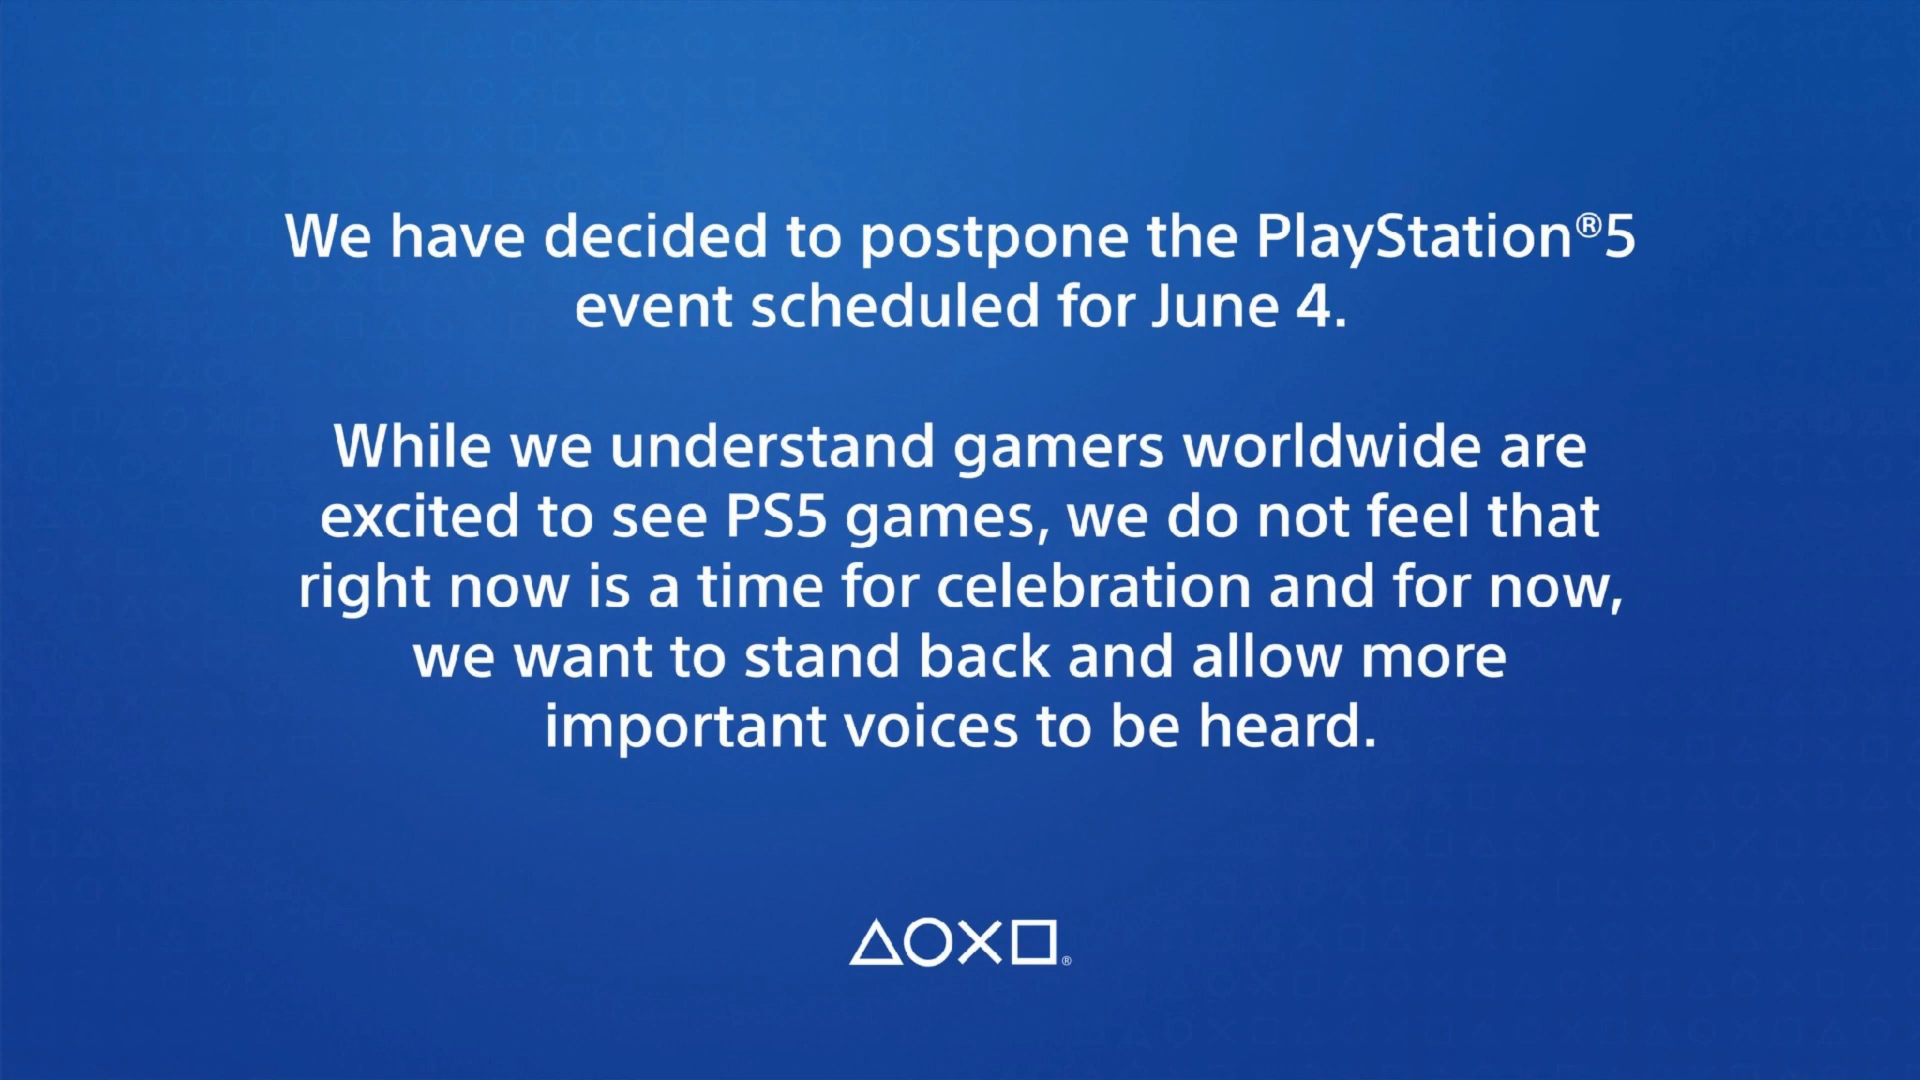 We have decided to postpone the PlayStation®5
event scheduled for June 4.
While we understand gamers worldwide are
excited to see PS5 games, we do not feel that
right now is a time for celebration and for now,
we want to stand back and allow more
important voices to be heard.
®